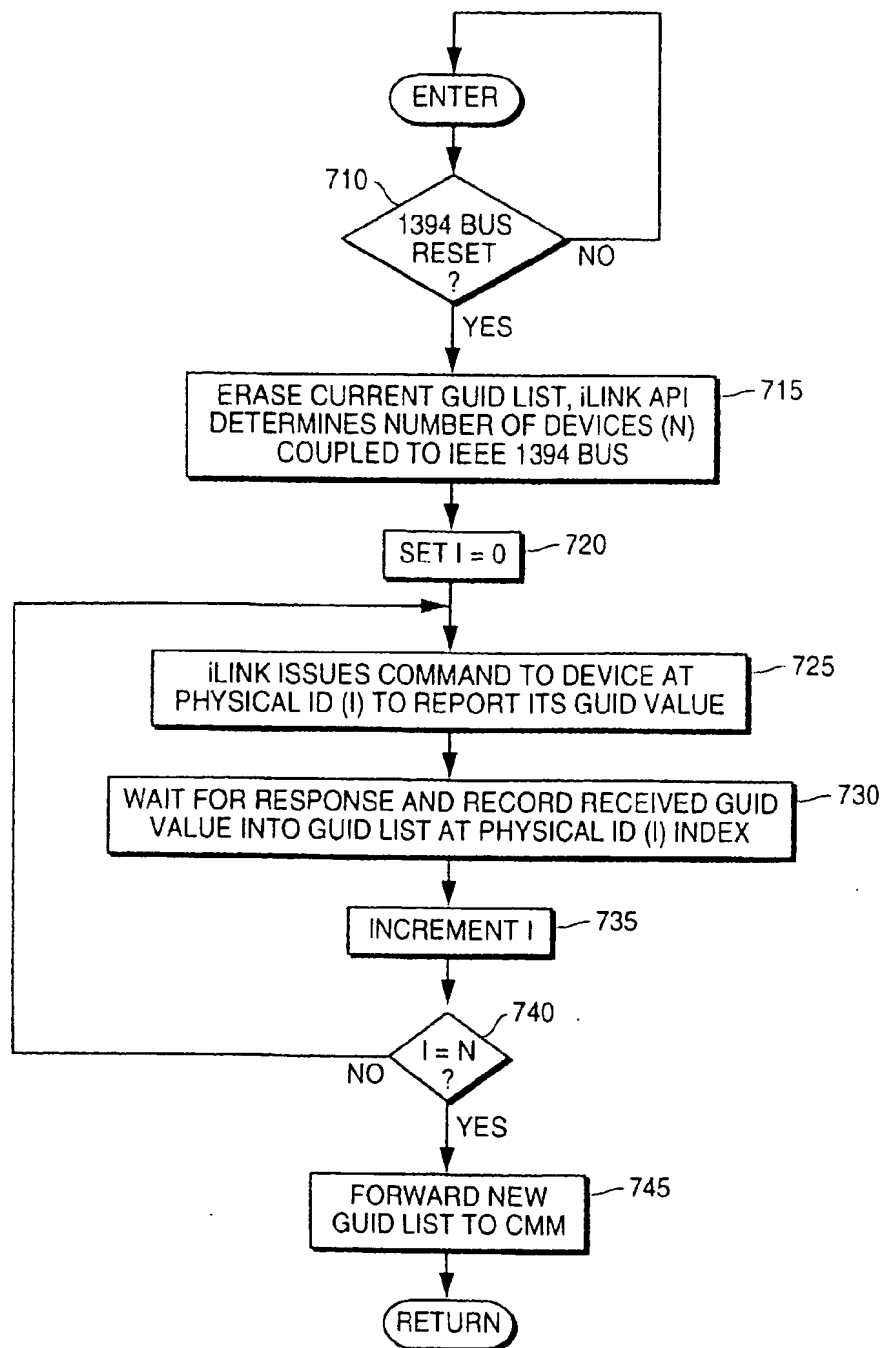 ENTER
710
1394 BUS
RESET
?
NO
YES
ERASE CURRENT GUID LIST, iLINK API
DETERMINES NUMBER OF DEVICES (N)
COUPLED TO IEEE 1394 BUS
715
SET I = 0
720
iLINK ISSUES COMMAND TO DEVICE AT
PHYSICAL ID (I) TO REPORT ITS GUID VALUE
725
WAIT FOR RESPONSE AND RECORD RECEIVED GUID
VALUE INTO GUID LIST AT PHYSICAL ID (I) INDEX
730
INCREMENT I
735
740
I = N
?
NO
YES
FORWARD NEW
GUID LIST TO CMM
745
RETURN